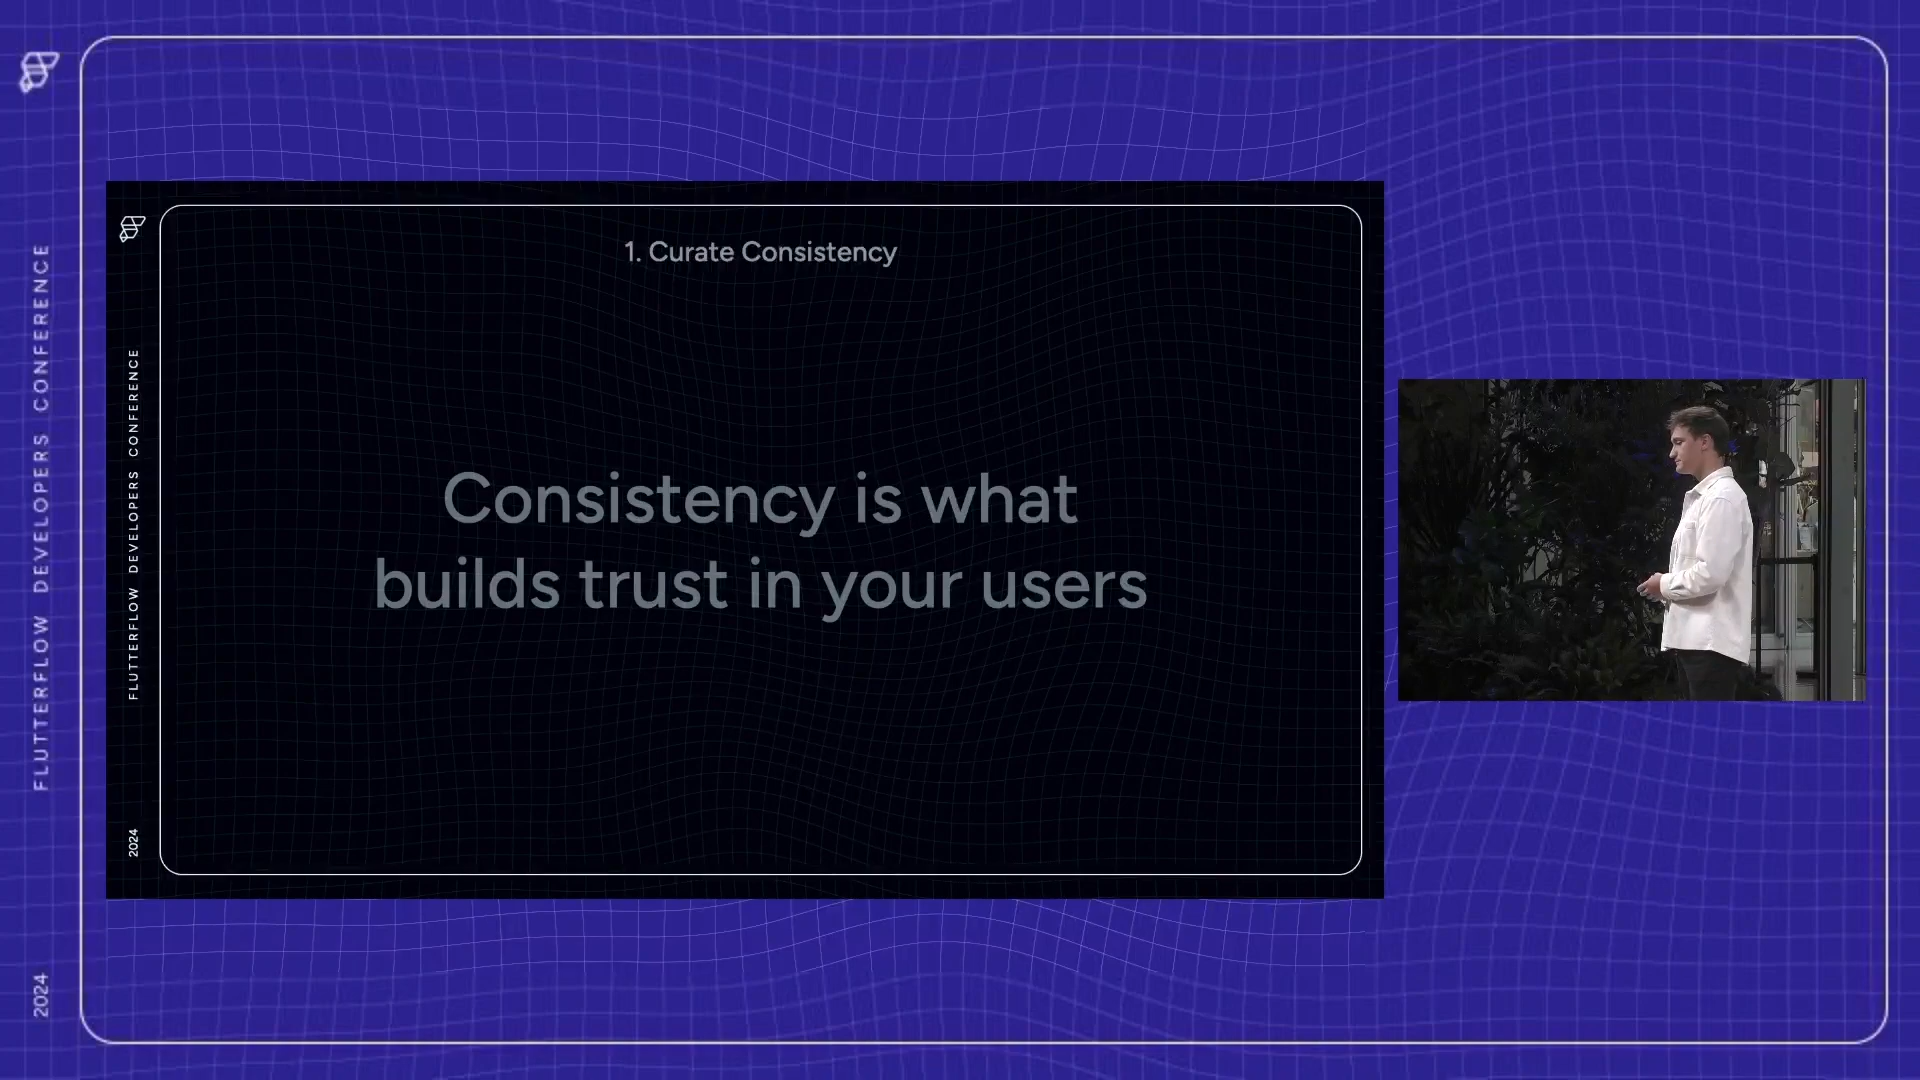 FLUTTERFLOW DEVELOPERS CONFERENCE
2024
FLUTTERFLOW DEVELOPERS CONFERENCE
2024
1. Curate Consistency
Consistency is what
builds trust in your users